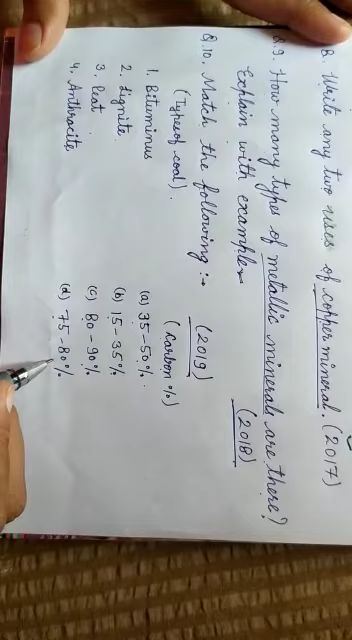 8. Write any two uses of copper mineral. (2017)
Q.9. How many types of metallic minerals are there?
Explain with example (2018)
Q.10. Match the following :- (2019)
(Types of coal). (Carbon %)
1. Bituminus (a) 35-50%.
2. Lignite. (b) 15-35%
3. Peat. (c) 80-90%
4. Anthracite (d) 75-80%